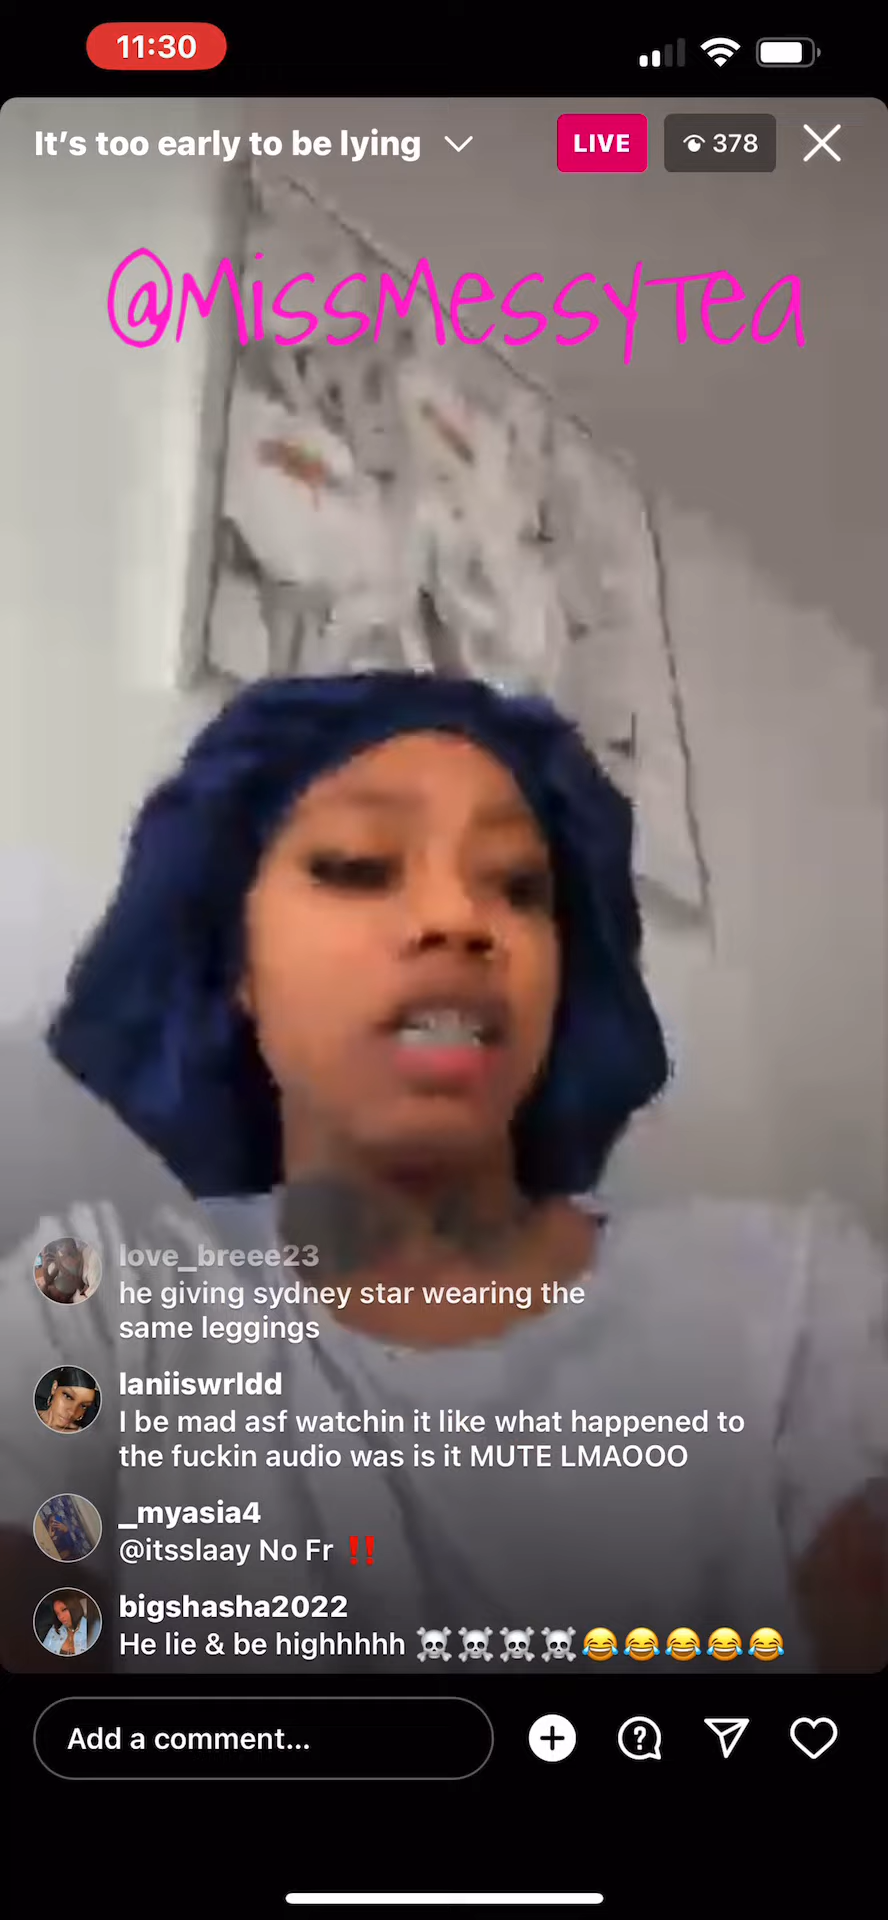 11:30
It's too early to be lying
LIVE
378
@MissMessyTea
love_breee23
he giving sydney star wearing the
same leggings
laniiswrldd
I be mad asf watchin it like what happened to
the fuckin audio was is it MUTE LMAOOO
_myasia4
@itsslaay No Fr ‼️
bigshasha2022
He lie & be highhhhh ☠️☠️☠️☠️😂😂😂😂😂
Add a comment...